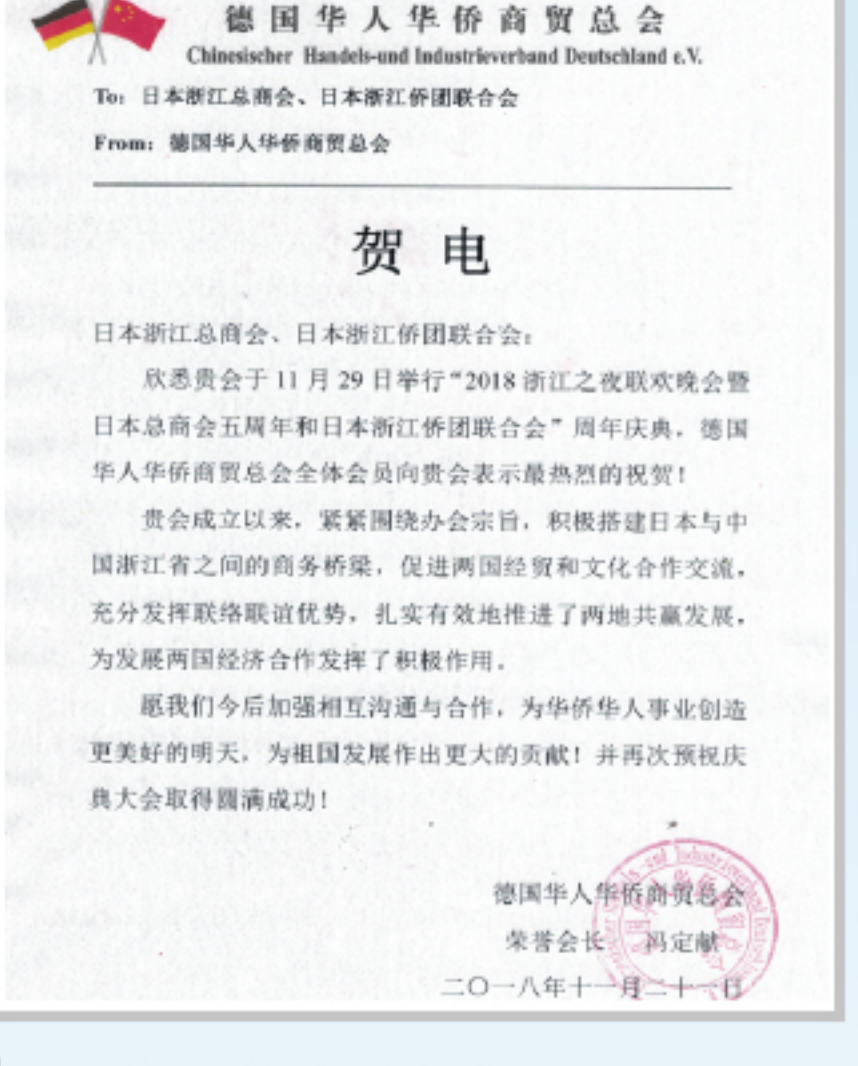 德国华人华侨商贸总会
Chinesischer Handels-und Industrieverband Deutschland e.V.
To: 日本浙江总商会、日本浙江侨团联合会
From: 德国华人华侨商贸总会
贺 电
日本浙江总商会、日本浙江侨团联合会:
欣悉贵会于11月29日举行“2018浙江之夜联欢晚会暨
日本总商会五周年和日本浙江侨团联合会”周年庆典,德国
华人华侨商贸总会全体会员向贵会表示最热烈的祝贺!
贵会成立以来,紧紧围绕办会宗旨,积极搭建日本与中
国浙江省之间的商务桥梁,促进两国经贸和文化合作交流,
充分发挥联络联谊优势,扎实有效地推进了两地共赢发展,
为发展两国经济合作发挥了积极作用。
愿我们今后加强相互沟通与合作,为华侨华人事业创造
更美好的明天,为祖国发展作出更大的贡献!并再次预祝庆
典大会取得圆满成功!
德国华人华侨商贸总会
荣誉会长 冯定献
二〇一八年十一月二十一日